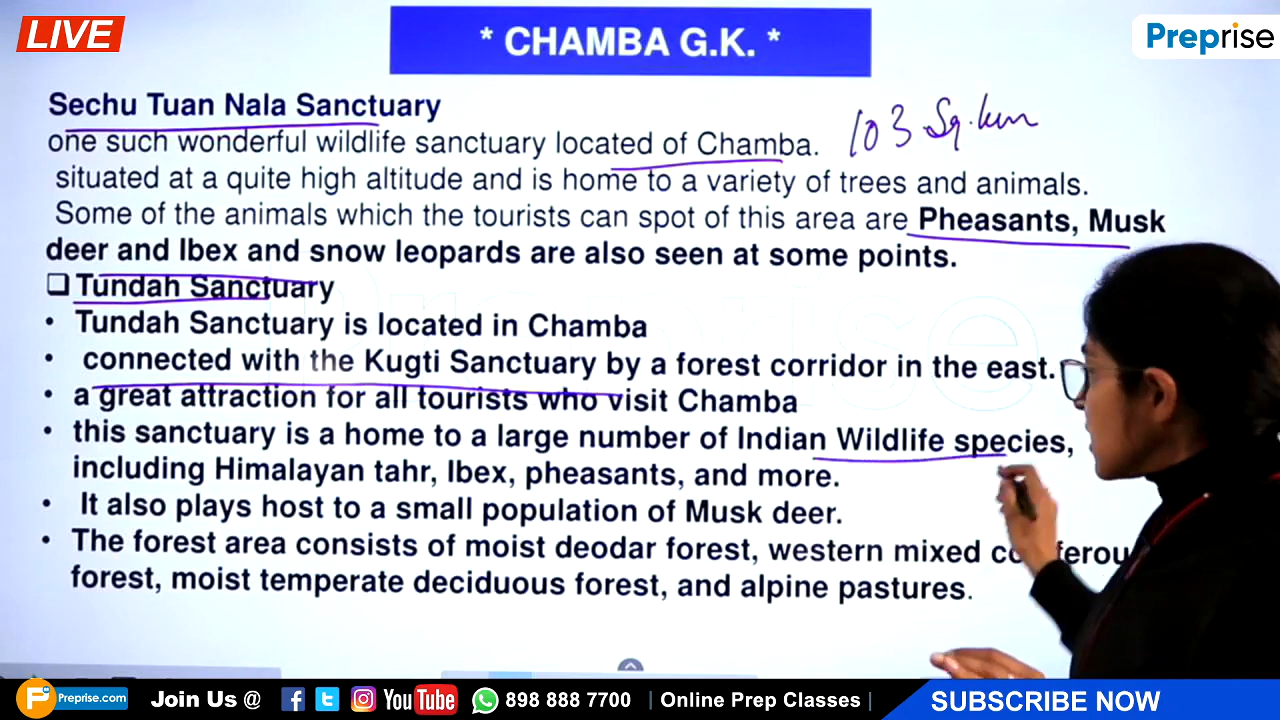 LIVE
* CHAMBA G.K. *
Preprise
Sechu Tuan Nala Sanctuary
103 Sq.km
one such wonderful wildlife sanctuary located of Chamba.
situated at a quite high altitude and is home to a variety of trees and animals.
Some of the animals which the tourists can spot of this area are Pheasants, Musk
deer and Ibex and snow leopards are also seen at some points.
Tundah Sanctuary
• Tundah Sanctuary is located in Chamba
• connected with the Kugti Sanctuary by a forest corridor in the east.
• a great attraction for all tourists who visit Chamba
• this sanctuary is a home to a large number of Indian Wildlife species,
including Himalayan tahr, Ibex, pheasants, and more.
• It also plays host to a small population of Musk deer.
• The forest area consists of moist deodar forest, western mixed
forest, moist temperate deciduous forest, and alpine pastures.
Preprise.com Join Us @ YouTube 898 888 7700 | Online Prep Classes | SUBSCRIBE NOW